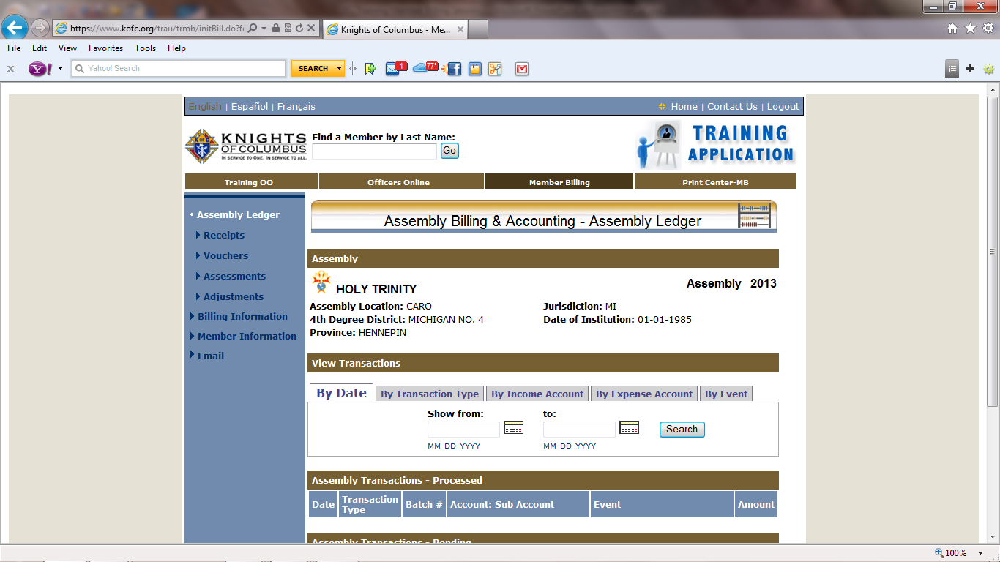 https://www.kofc.org/trau/trmb/initBill.do?f
Knights of Columbus - Me...
File Edit View Favorites Tools Help
Y! Yahoo! Search SEARCH 1 77°
English | Español | Français
Home | Contact Us | Logout
K of C
KNIGHTS
OF COLUMBUS
IN SERVICE TO ONE. IN SERVICE TO ALL.
Find a Member by Last Name:
Go
TRAINING
APPLICATION
Training OO Officers Online Member Billing Print Center-MB
Assembly Ledger
Receipts
Vouchers
Assessments
Adjustments
Billing Information
Member Information
Email
Assembly Billing & Accounting - Assembly Ledger
Assembly
HOLY TRINITY
Assembly 2013
Assembly Location: CARO
Jurisdiction: MI
4th Degree District: MICHIGAN NO. 4
Date of Institution: 01-01-1985
Province: HENNEPIN
View Transactions
By Date By Transaction Type By Income Account By Expense Account By Event
Show from: to:
Search
MM-DD-YYYY MM-DD-YYYY
Assembly Transactions - Processed
Date Transaction Type Batch # Account: Sub Account Event Amount
Assembly Transactions - Pending
100%